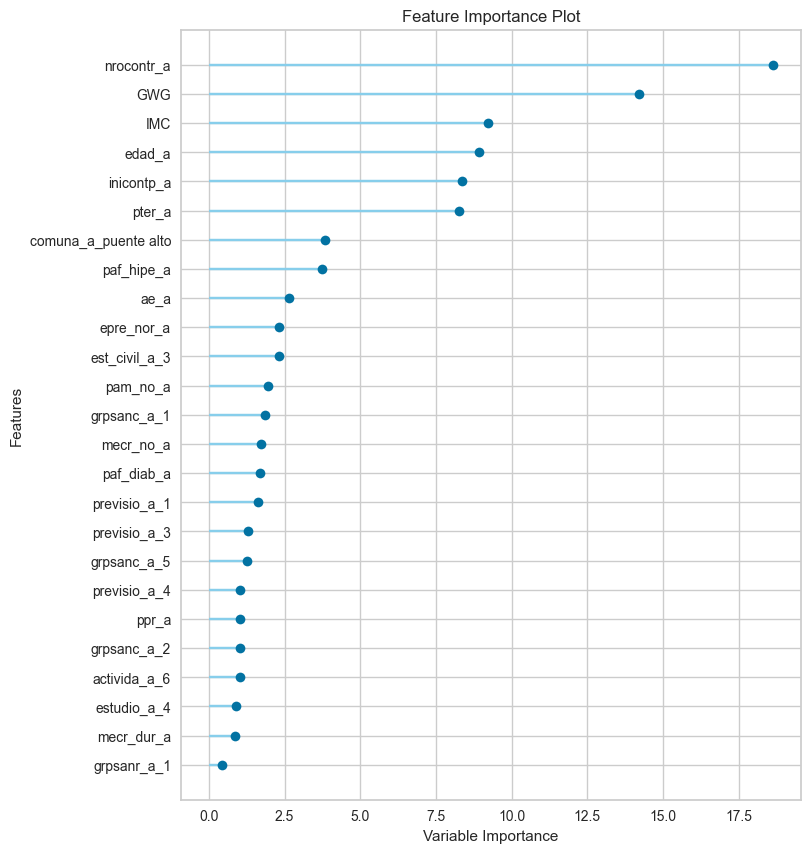 Feature Importance Plot
nrocontr_a
GWG
IMC
edad_a
inicontp_a
pter_a
comuna_a_puente alto
paf_hipe_a
ae_a
epre_nor_a
est_civil_a_3
pam_no_a
grpsanc_a_1
mecr_no_a
paf_diab_a
previsio_a_1
previsio_a_3
grpsanc_a_5
previsio_a_4
ppr_a
grpsanc_a_2
activida_a_6
estudio_a_4
mecr_dur_a
grpsanr_a_1
Features
0.0 2.5 5.0 7.5 10.0 12.5 15.0 17.5
Variable Importance